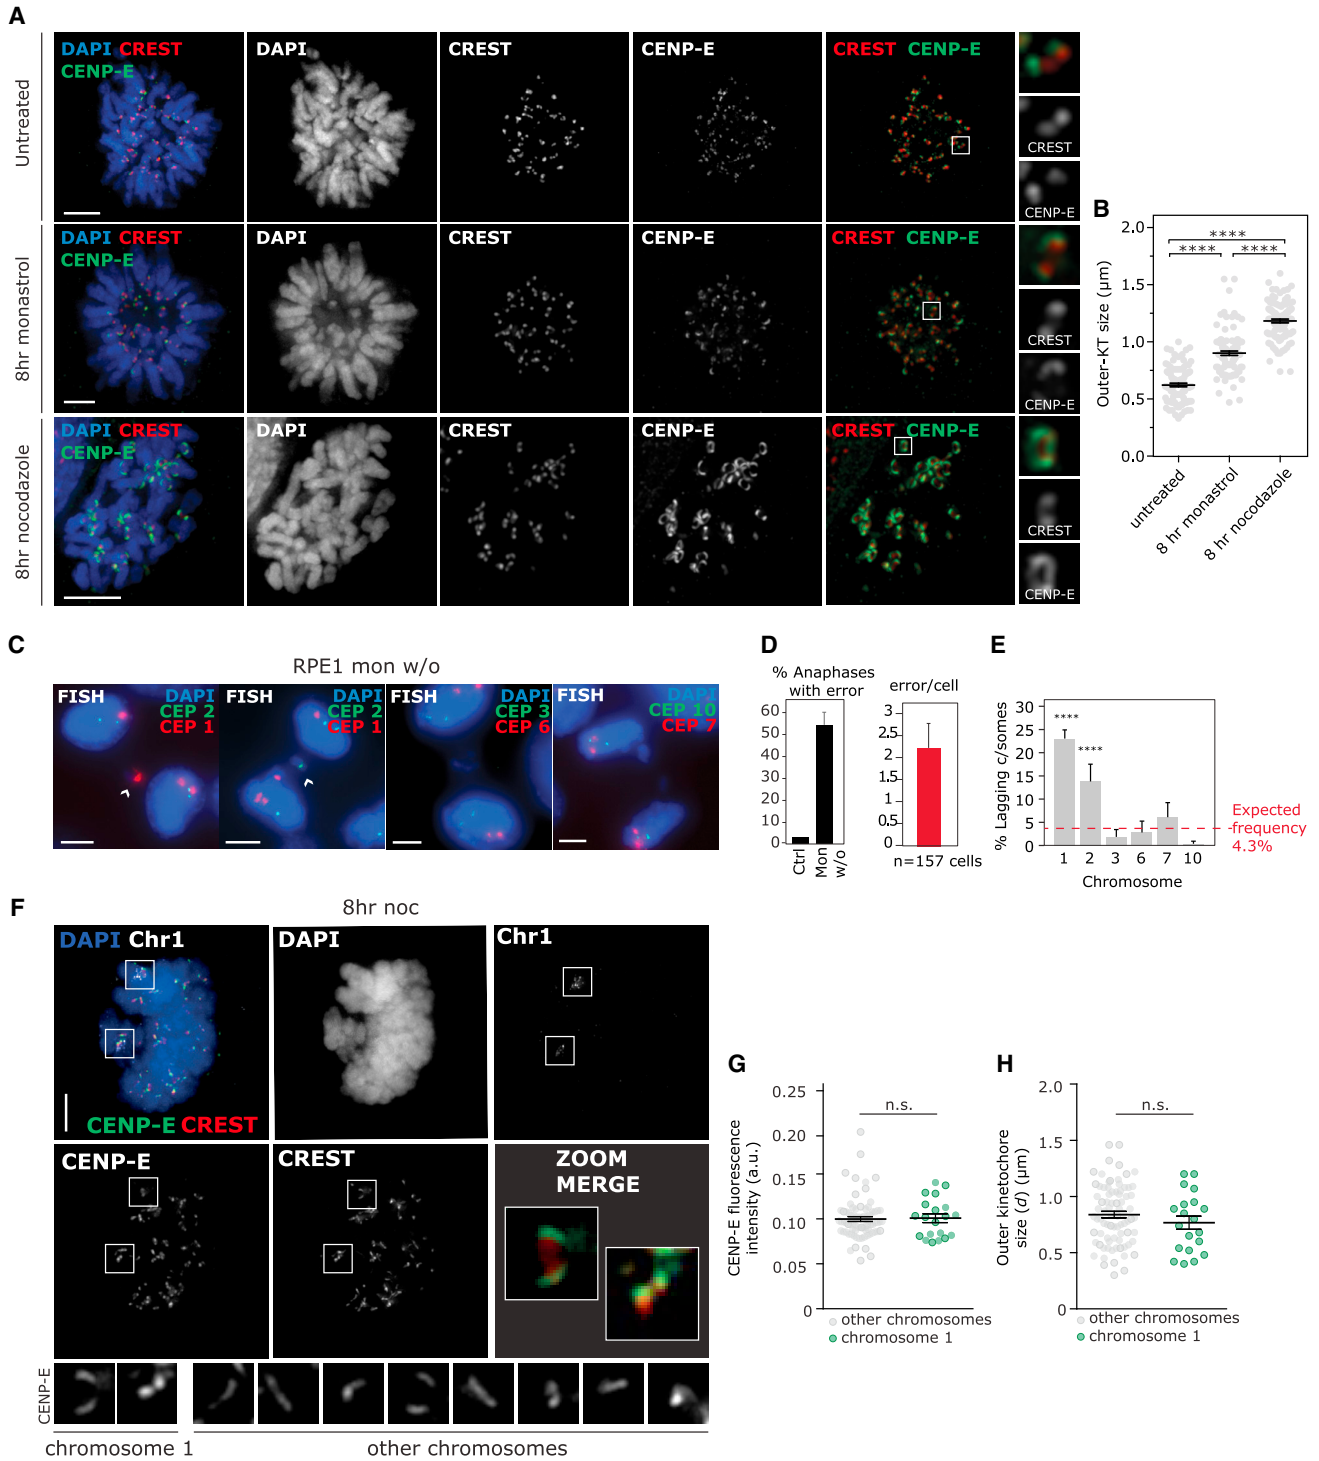 A
Untreated
DAPI CREST
CENP-E
DAPI
CREST
CENP-E
CREST CENP-E
CREST
CENP-E
8hr monastrol
DAPI CREST
CENP-E
DAPI
CREST
CENP-E
CREST CENP-E
CREST
CENP-E
8hr nocodazole
DAPI CREST
CENP-E
DAPI
CREST
CENP-E
CREST CENP-E
CREST
CENP-E
B
Outer-KT size (µm)
2.0
1.5
1.0
0.5
0.0
****
**** ****
untreated
8 hr monastrol
8 hr nocodazole
C
RPE1 mon w/o
FISH DAPI
CEP 2
CEP 1
FISH DAPI
CEP 2
CEP 1
FISH DAPI
CEP 3
CEP 6
FISH DAPI
CEP 10
CEP 7
D
% Anaphases
with error
60
50
40
30
20
10
0
Ctrl
Mon
w/o
error/cell
3
2.5
2
1.5
1
0.5
0
n=157 cells
E
% Lagging c/somes
30
25
20
15
10
5
0
****
****
1 2 3 6 7 10
Chromosome
Expected
frequency
4.3%
F
8hr noc
DAPI Chr1
CENP-E CREST
DAPI
Chr1
CENP-E
CREST
ZOOM
MERGE
CENP-E
chromosome 1
other chromosomes
G
CENP-E fluorescence
intensity (a.u.)
0.25
0.20
0.15
0.10
0.05
0
n.s.
other chromosomes
chromosome 1
H
Outer kinetochore
size (d) (µm)
2.0
1.5
1.0
0.5
0
n.s.
other chromosomes
chromosome 1